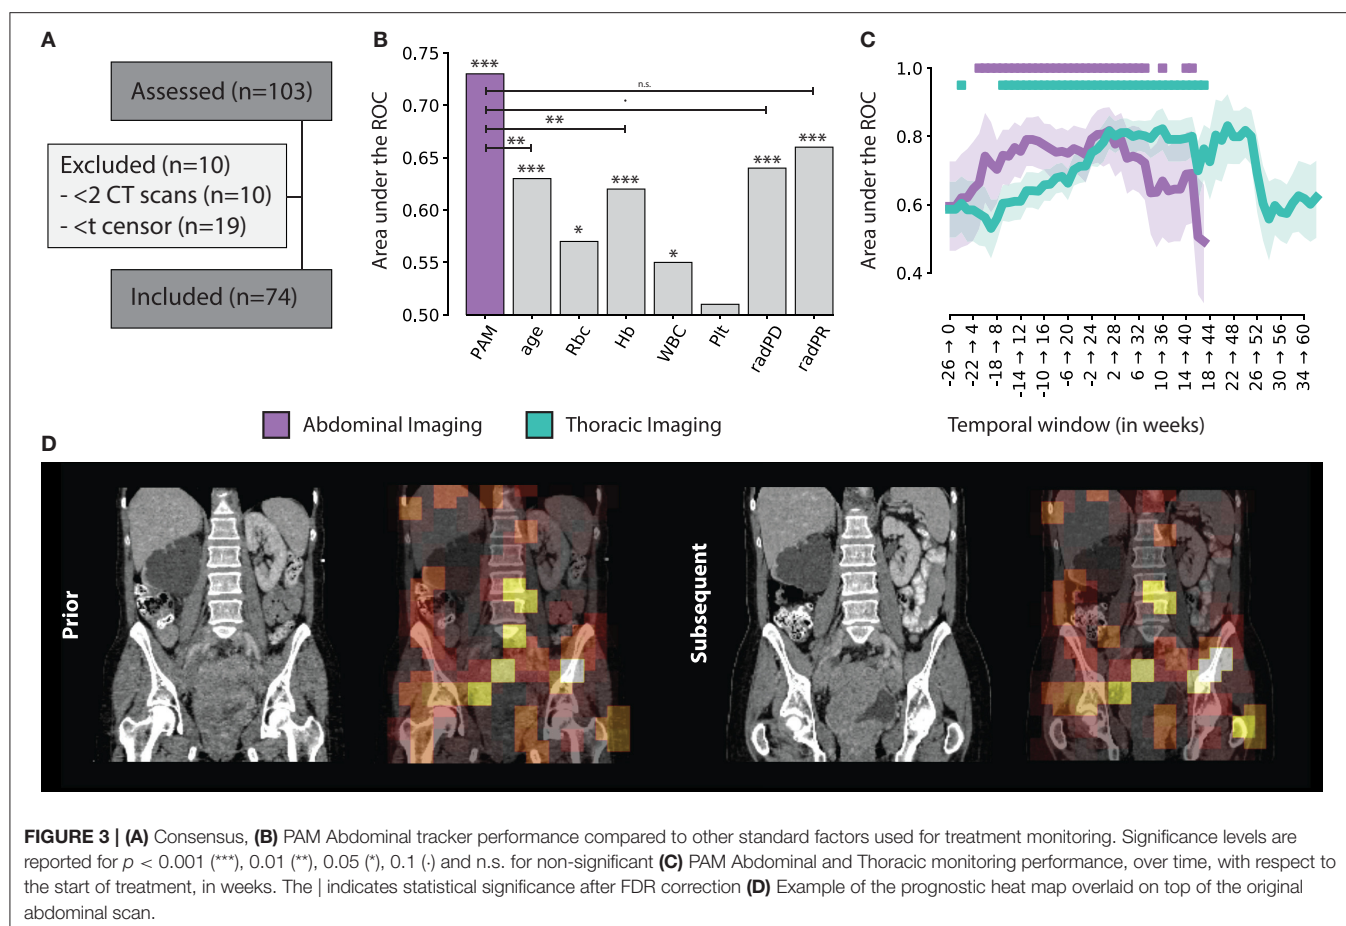 A
Assessed (n=103)
Excluded (n=10)
- <2 CT scans (n=10)
- <t censor (n=19)
Included (n=74)
B
Area under the ROC
0.75
0.70
0.65
0.60
0.55
0.50
***
n.s.
·
**
**
***
*
***
*
***
***
PAM
age
Rbc
Hb
WBC
Plt
radPD
radPR
C
Area under the ROC
1.0
0.8
0.6
0.4
-26 → 0
-22 → 4
-18 → 8
-14 → 12
-10 → 16
-6 → 20
-2 → 24
2 → 28
6 → 32
10 → 36
14 → 40
18 → 44
22 → 48
26 → 52
30 → 56
34 → 60
Temporal window (in weeks)
Abdominal Imaging
Thoracic Imaging
D
Prior
Subsequent
FIGURE 3 | (A) Consensus, (B) PAM Abdominal tracker performance compared to other standard factors used for treatment monitoring. Significance levels are
reported for p < 0.001 (***), 0.01 (**), 0.05 (*), 0.1 (·) and n.s. for non-significant (C) PAM Abdominal and Thoracic monitoring performance, over time, with respect to
the start of treatment, in weeks. The | indicates statistical significance after FDR correction (D) Example of the prognostic heat map overlaid on top of the original
abdominal scan.